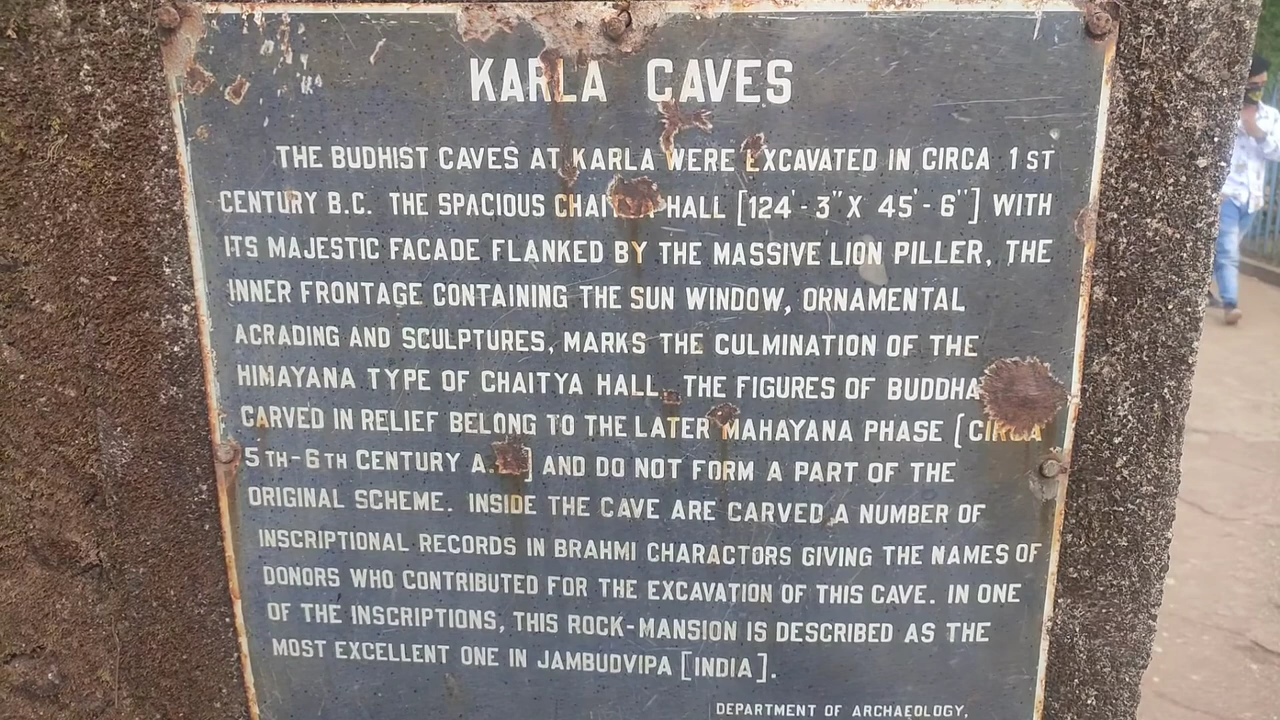 KARLA CAVES
THE BUDHIST CAVES AT KARLA WERE EXCAVATED IN CIRCA 1ST
CENTURY B.C. THE SPACIOUS HALL [124'-3"X 45'-6"] WITH
ITS MAJESTIC FACADE FLANKED BY THE MASSIVE LION PILLER, THE
INNER FRONTAGE CONTAINING THE SUN WINDOW, ORNAMENTAL
ACRADING AND SCULPTURES, MARKS THE CULMINATION OF THE
HIMAYANA TYPE OF CHAITYA HALL. THE FIGURES OF BUDDHA
CARVED IN RELIEF BELONG TO THE LATER MAHAYANA PHASE [CIRCA
5TH-6TH CENTURY ] AND DO NOT FORM A PART OF THE
ORIGINAL SCHEME. INSIDE THE CAVE ARE CARVED A NUMBER OF
INSCRIPTIONAL RECORDS IN BRAHMI CHARACTORS GIVING THE NAMES OF
DONORS WHO CONTRIBUTED FOR THE EXCAVATION OF THIS CAVE. IN ONE
OF THE INSCRIPTIONS, THIS ROCK-MANSION IS DESCRIBED AS THE
MOST EXCELLENT ONE IN JAMBUDVIPA [INDIA].
DEPARTMENT OF ARCHAEOLOGY,